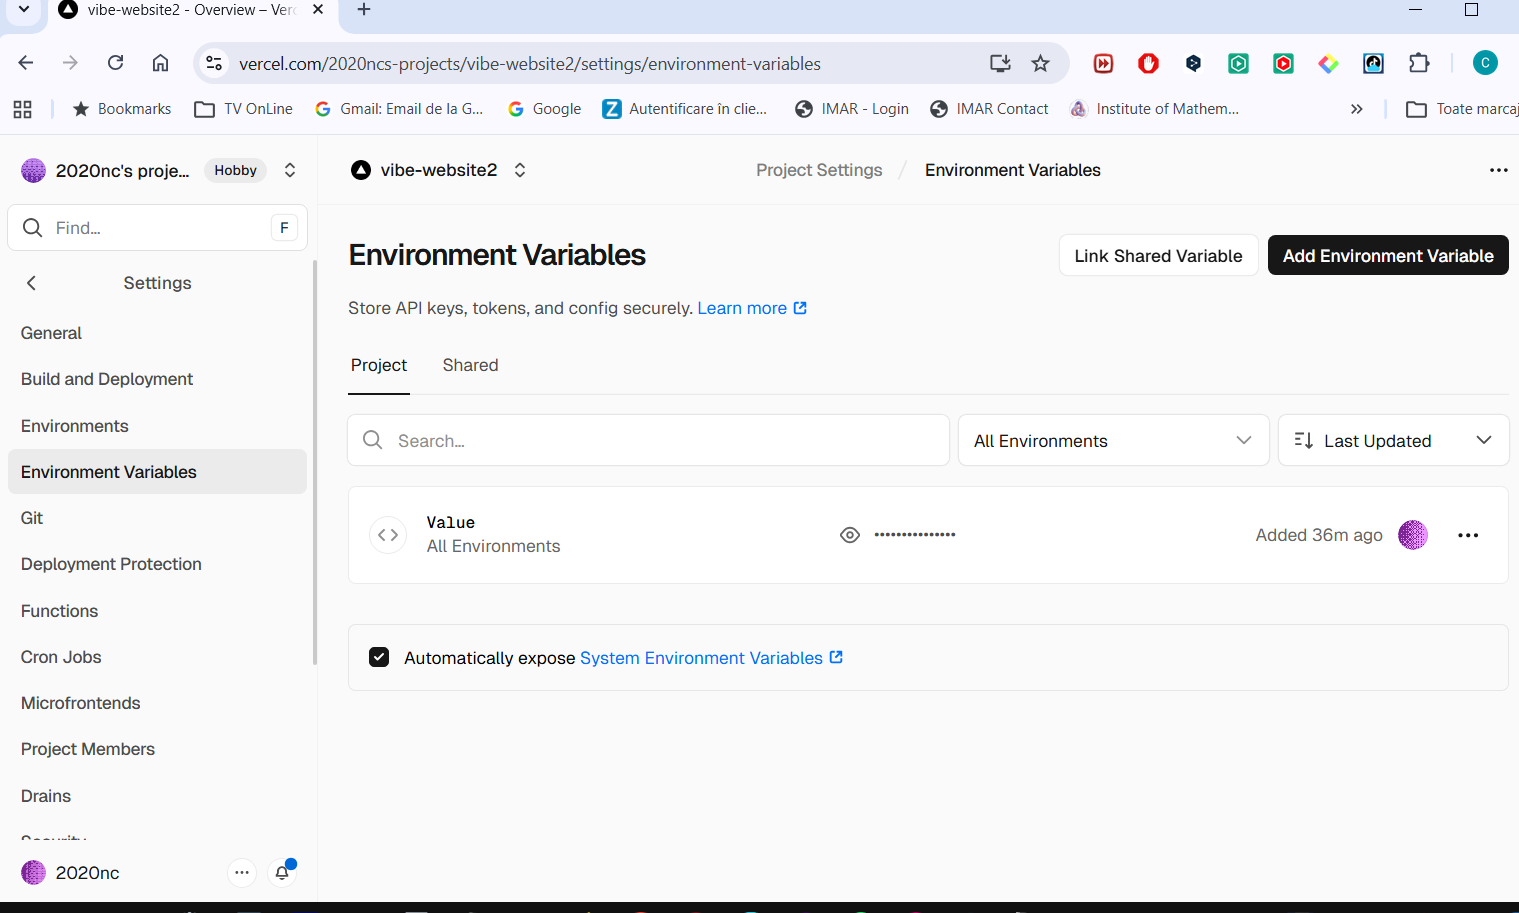 vibe-website2 - Overview – Verc
vercel.com/2020ncs-projects/vibe-website2/settings/environment-variables
C
Bookmarks
TV OnLine
Gmail: Email de la G...
Google
Z
Autentificare în clie...
IMAR - Login
IMAR Contact
Institute of Mathem...
Toate marcaj
2020nc's proje...
Hobby
vibe-website2
Project Settings / Environment Variables
Find...
F
Settings
General
Build and Deployment
Environments
Environment Variables
Git
Deployment Protection
Functions
Cron Jobs
Microfrontends
Project Members
Drains
Security
2020nc
Environment Variables
Link Shared Variable
Add Environment Variable
Store API keys, tokens, and config securely. Learn more
Project
Shared
Search...
All Environments
Last Updated
Value
All Environments
••••••••••••••
Added 36m ago
Automatically expose System Environment Variables